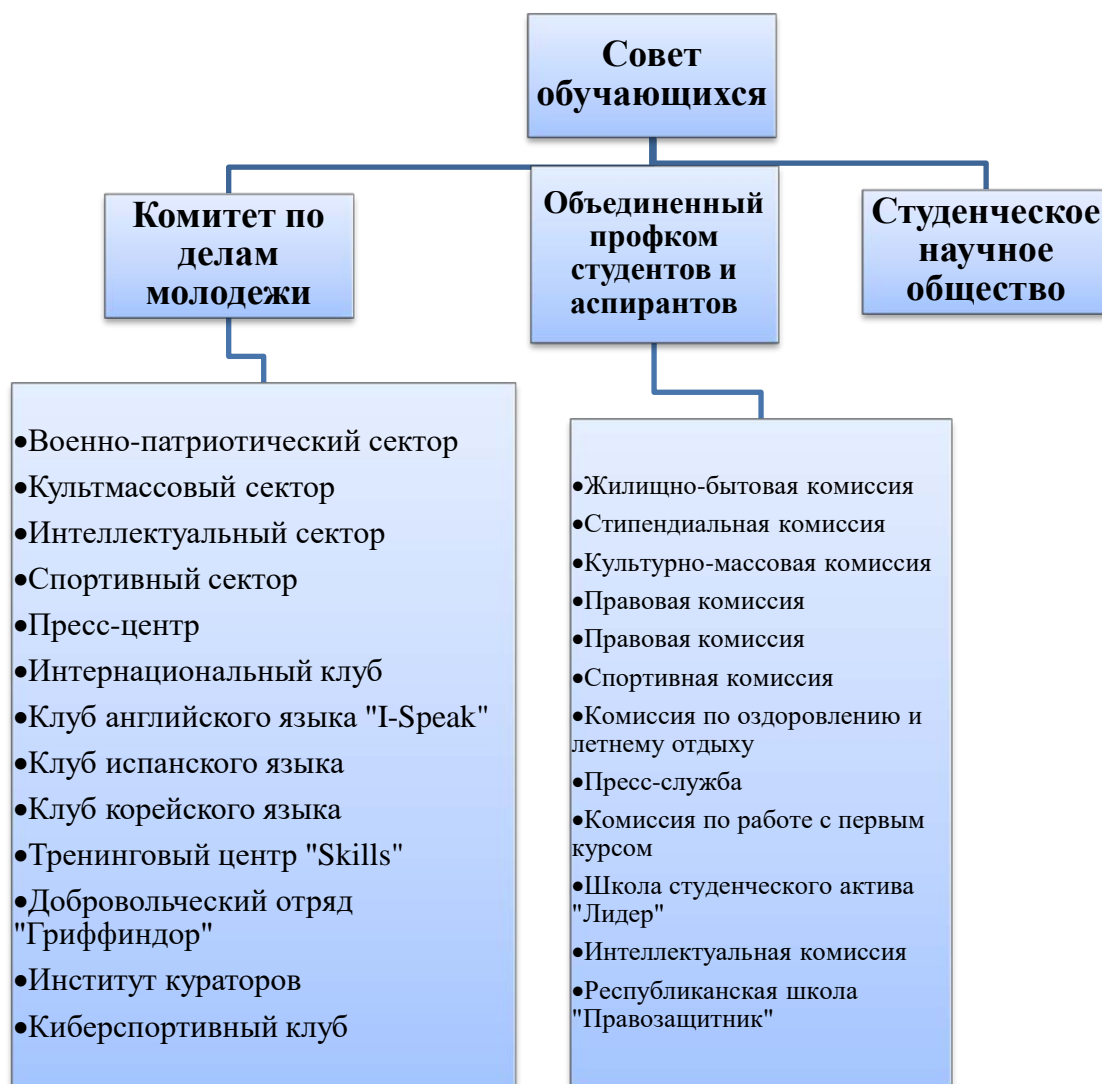 Совет
обучающихся
Комитет по
делам
молодежи
Объединенный
профком
студентов и
аспирантов
Студенческое
научное
общество
•Военно-патриотический сектор
•Культмассовый сектор
•Интеллектуальный сектор
•Спортивный сектор
•Пресс-центр
•Интернациональный клуб
•Клуб английского языка "I-Speak"
•Клуб испанского языка
•Клуб корейского языка
•Тренинговый центр "Skills"
•Добровольческий отряд
"Гриффиндор"
•Институт кураторов
•Киберспортивный клуб
•Жилищно-бытовая комиссия
•Стипендиальная комиссия
•Культурно-массовая комиссия
•Правовая комиссия
•Правовая комиссия
•Спортивная комиссия
•Комиссия по оздоровлению и
летнему отдыху
•Пресс-служба
•Комиссия по работе с первым
курсом
•Школа студенческого актива
"Лидер"
•Интеллектуальная комиссия
•Республиканская школа
"Правозащитник"